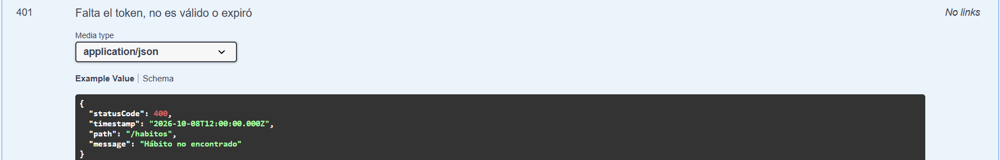 401 Falta el token, no es válido o expiró No links
Media type
application/json
Example Value | Schema
{
  "statusCode": 400,
  "timestamp": "2026-10-08T12:00:00.000Z",
  "path": "/habitos",
  "message": "Hábito no encontrado"
}